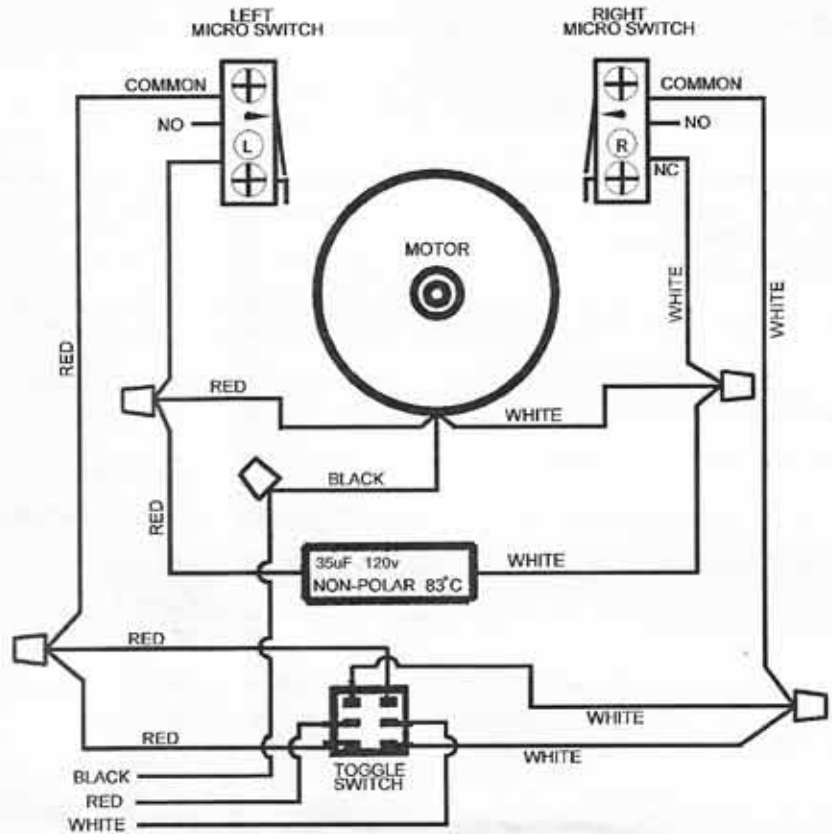 LEFT
MICRO SWITCH
RIGHT
MICRO SWITCH
COMMON
COMMON
NO
NO
L
R
NC
MOTOR
WHITE
WHITE
RED
RED
WHITE
BLACK
RED
35uF 120v
NON-POLAR 83°C
WHITE
RED
WHITE
RED
WHITE
TOGGLE
SWITCH
BLACK
RED
WHITE